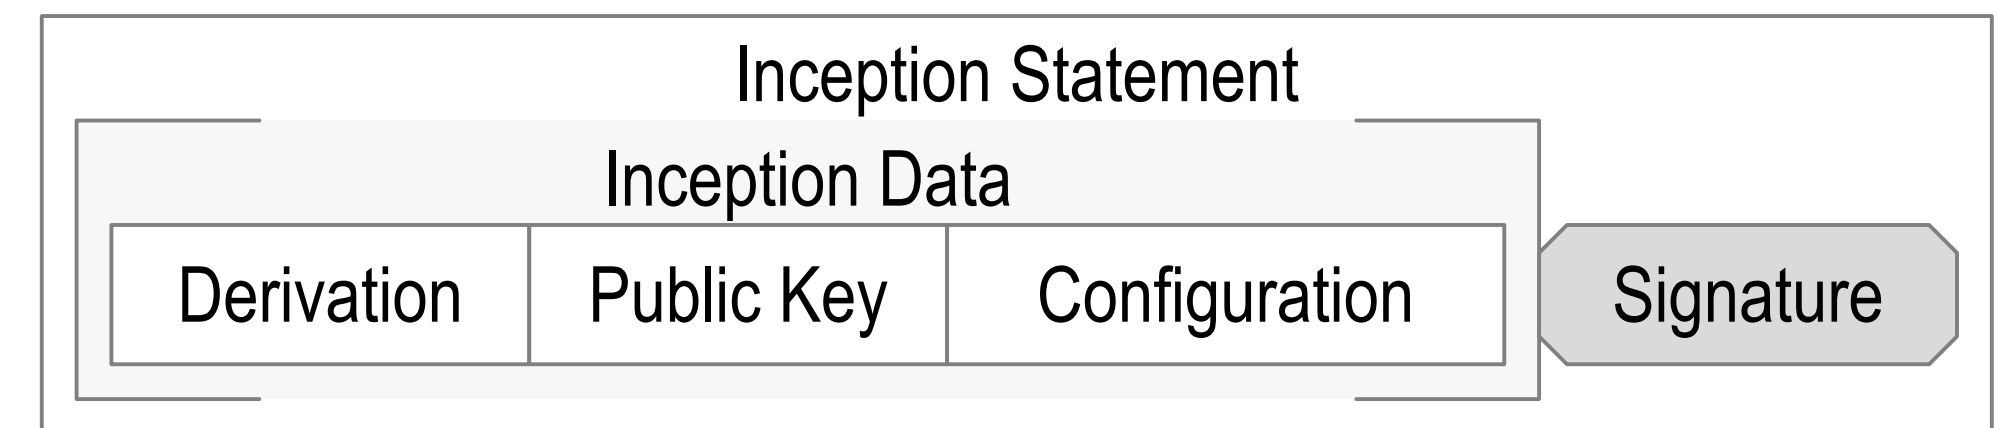 Inception Statement
Inception Data
Derivation Public Key Configuration Signature